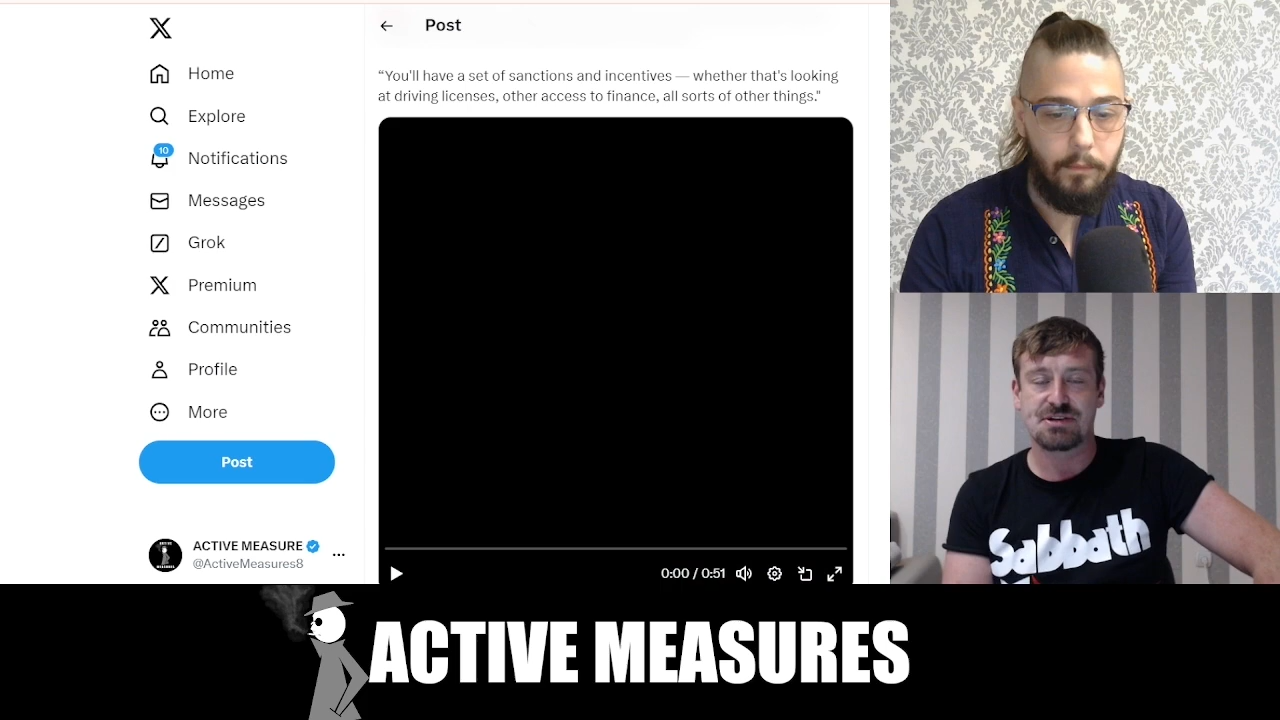 Post
“You'll have a set of sanctions and incentives — whether that's looking
at driving licenses, other access to finance, all sorts of other things."
Home
Explore
10
Notifications
Messages
Grok
Premium
Communities
Profile
More
Post
ACTIVE MEASURE
@ActiveMeasures8
0:00 / 0:51
Sabbath
ACTIVE MEASURES